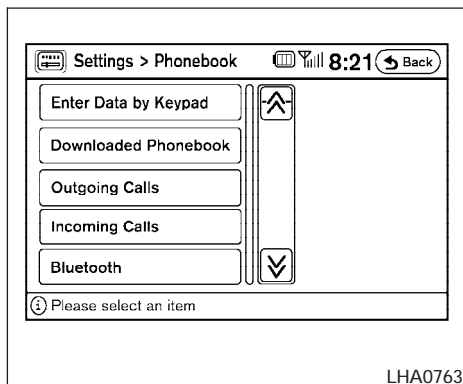 Settings > Phonebook 8:21 Back
Enter Data by Keypad
Downloaded Phonebook
Outgoing Calls
Incoming Calls
Bluetooth
i Please select an item
LHA0763